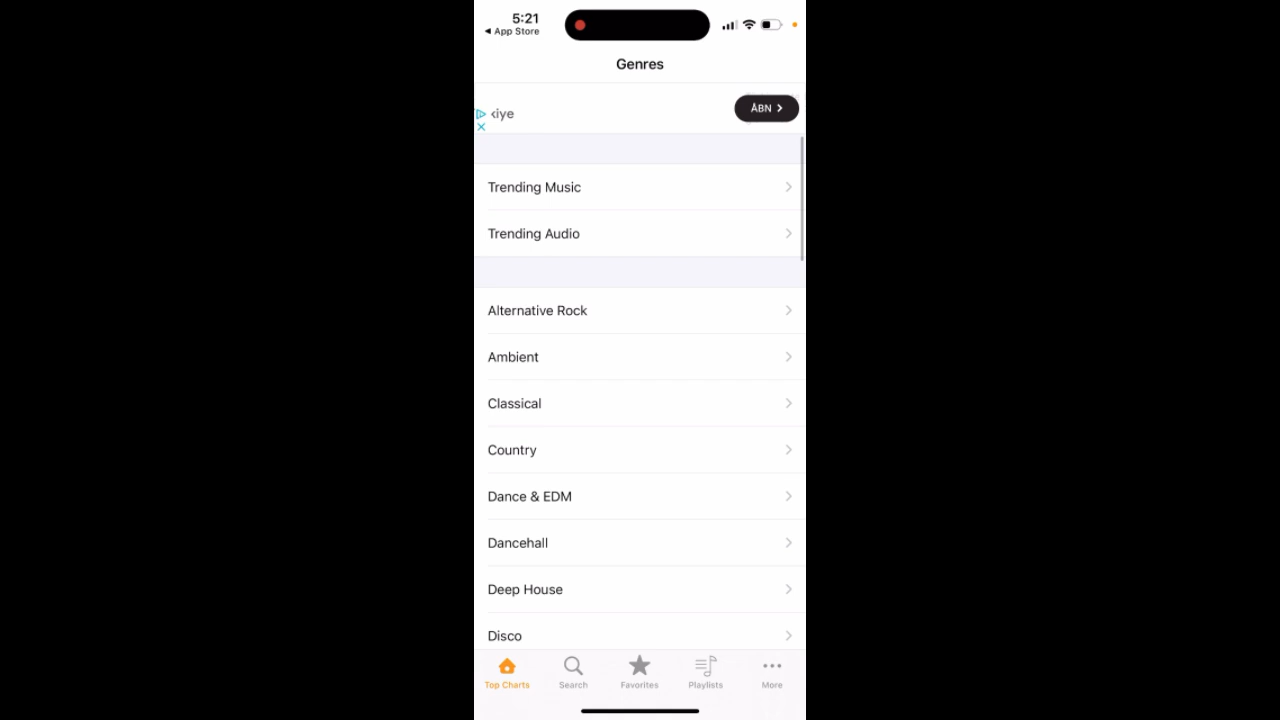 5:21
◀ App Store
Genres
ÅBN >
Trending Music
Trending Audio
Alternative Rock
Ambient
Classical
Country
Dance & EDM
Dancehall
Deep House
Disco
Top Charts
Search
Favorites
Playlists
More